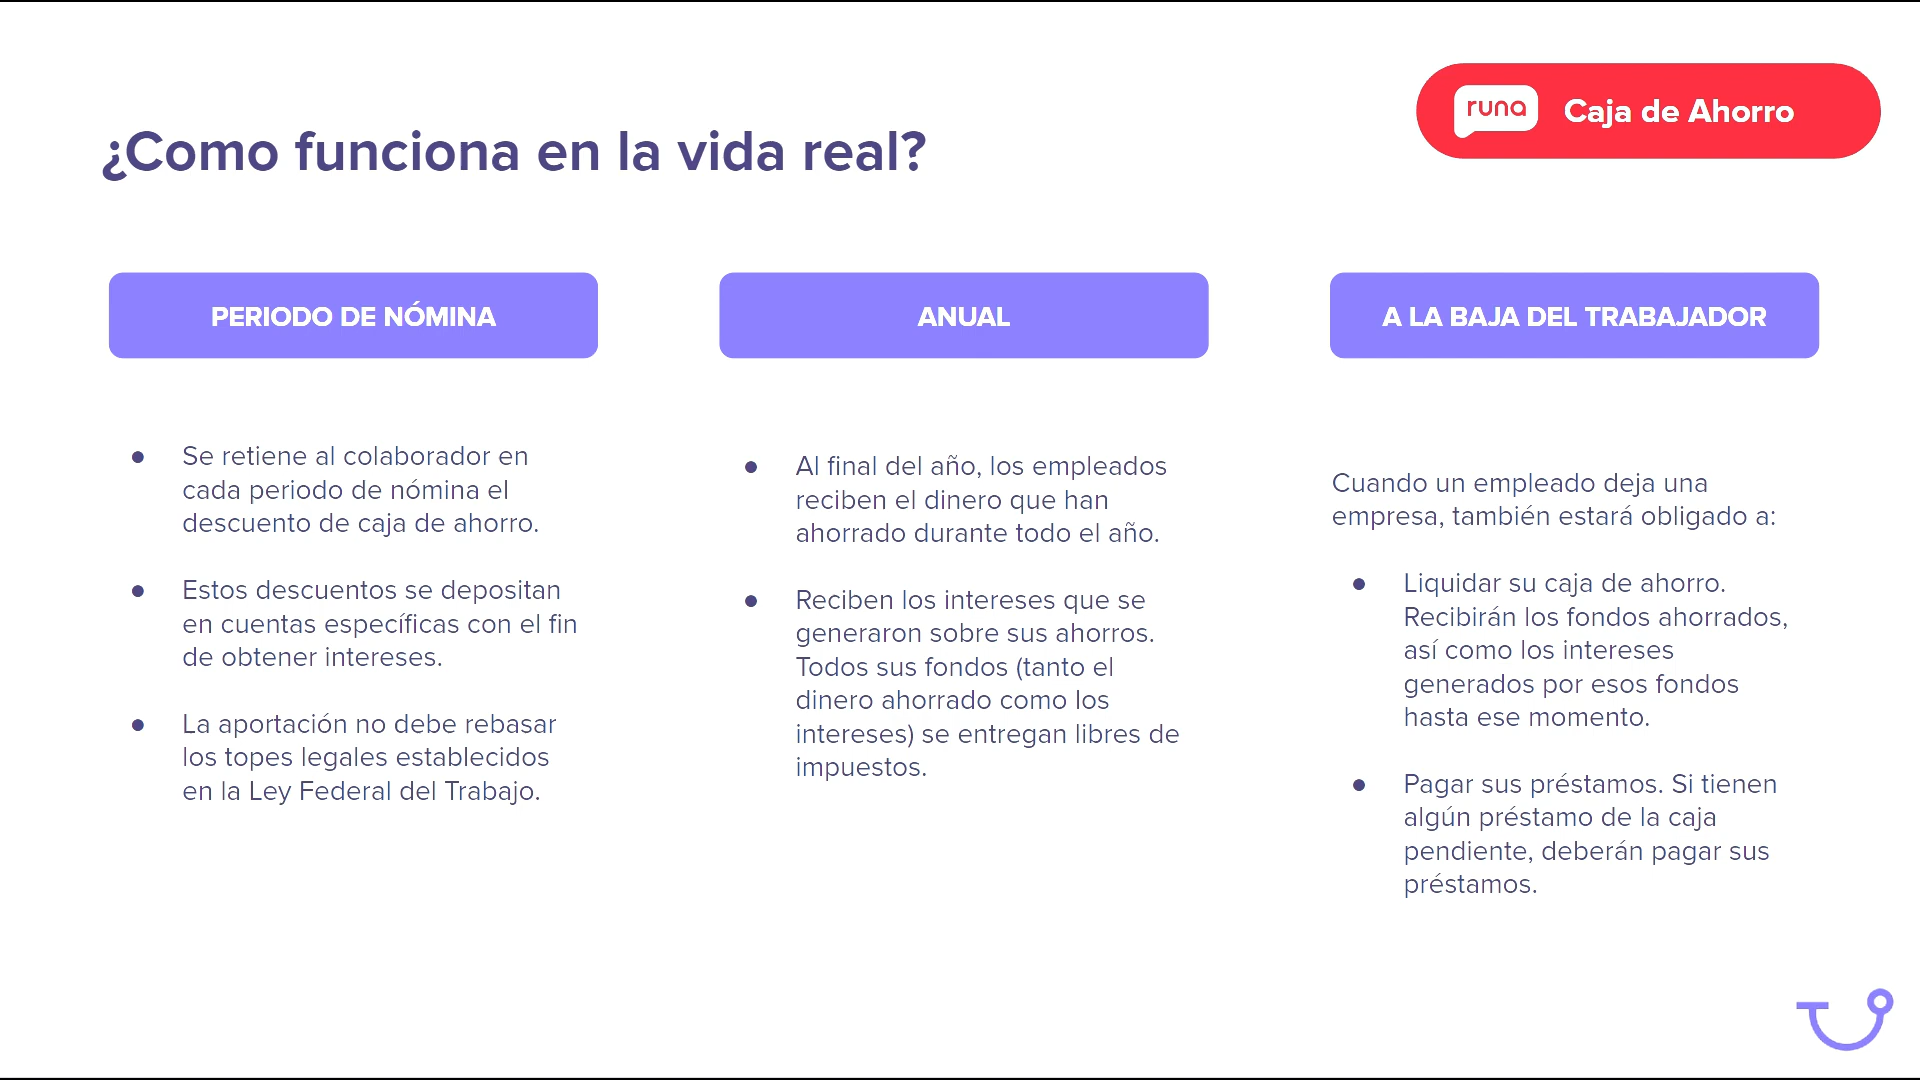 runa
Caja de Ahorro
¿Como funciona en la vida real?
PERIODO DE NÓMINA
● Se retiene al colaborador en
cada periodo de nómina el
descuento de caja de ahorro.
● Estos descuentos se depositan
en cuentas específicas con el fin
de obtener intereses.
● La aportación no debe rebasar
los topes legales establecidos
en la Ley Federal del Trabajo.
ANUAL
● Al final del año, los empleados
reciben el dinero que han
ahorrado durante todo el año.
● Reciben los intereses que se
generaron sobre sus ahorros.
Todos sus fondos (tanto el
dinero ahorrado como los
intereses) se entregan libres de
impuestos.
A LA BAJA DEL TRABAJADOR
Cuando un empleado deja una
empresa, también estará obligado a:
● Liquidar su caja de ahorro.
Recibirán los fondos ahorrados,
así como los intereses
generados por esos fondos
hasta ese momento.
● Pagar sus préstamos. Si tienen
algún préstamo de la caja
pendiente, deberán pagar sus
préstamos.